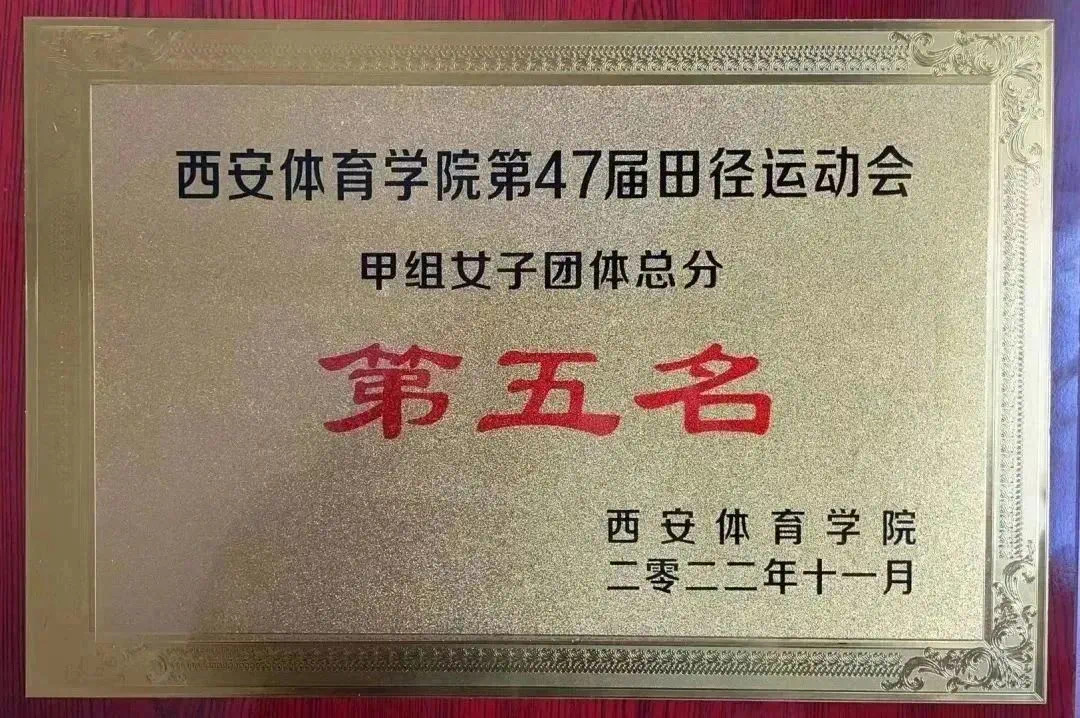 西安体育学院第47届田径运动会
甲组女子团体总分
第五名
西安体育学院
二零二二年十一月